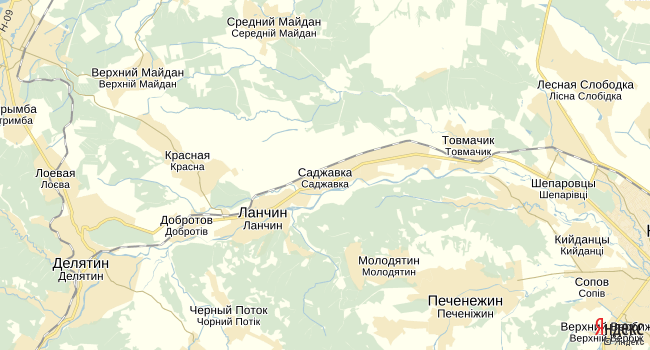 Н-09
Средний Майдан
Середній Майдан
Верхний Майдан
Верхній Майдан
Лесная Слободка
Лісна Слобідка
Товмачик
Товмачик
Красная
Красна
Лоевая
Лоєва
Саджавка
Саджавка
Шепаровцы
Шепарівці
Ланчин
Ланчин
Добротов
Добротів
Кийданцы
Кийданці
Делятин
Делятин
Молодятин
Молодятин
Сопов
Сопів
Печенежин
Печеніжин
Черный Поток
Чорний Потік
Яндекс
© Яндекс